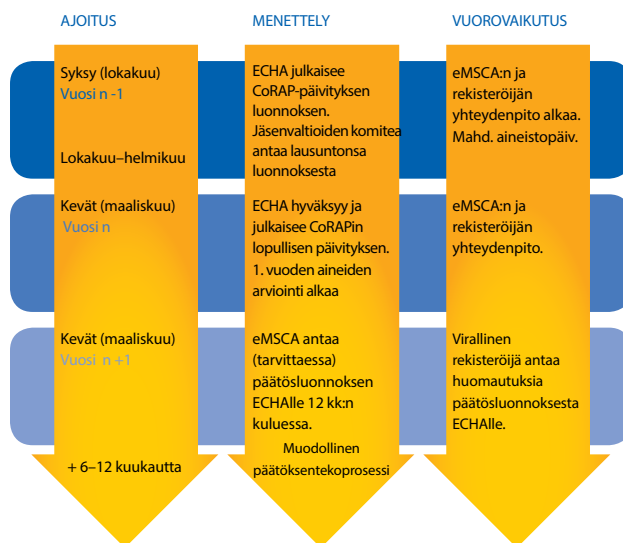 AJOITUS
MENETTELY
VUOROVAIKUTUS
Syksy (lokakuu)
Vuosi n -1
Lokakuu–helmikuu
ECHA julkaisee
CoRAP-päivityksen
luonnoksen.
Jäsenvaltioiden komitea
antaa lausuntonsa
luonnoksesta
eMSCA:n ja
rekisteröijän
yhteydenpito alkaa.
Mahd. aineistopäiv.
Kevät (maaliskuu)
Vuosi n
ECHA hyväksyy ja
julkaisee CoRAPin
lopullisen päivityksen.
1. vuoden aineiden
arviointi alkaa
eMSCA:n ja
rekisteröijän
yhteydenpito.
Kevät (maaliskuu)
Vuosi n +1
+ 6–12 kuukautta
eMSCA antaa
(tarvittaessa)
päätösluonnoksen
ECHAlle 12 kk:n
kuluessa.
Muodollinen
päätöksentekoprosessi
Virallinen
rekisteröijä antaa
huomautuksia
päätösluonnoksesta
ECHAlle.